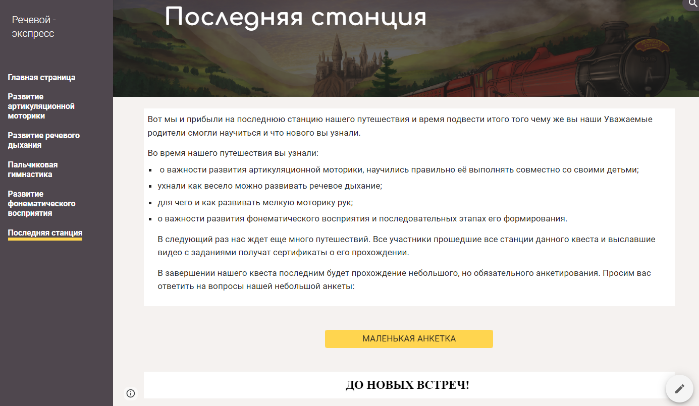 Речевой -
экспресс
Главная страница
Развитие
артикуляционной
моторики
Развитие речевого
дыхания
Пальчиковая
гимнастика
Развитие
фонематического
восприятия
Последняя станция
Последняя станция
Вот мы и прибыли на последнюю станцию нашего путешествия и время подвести итого того чему же вы наши Уважаемые
родители смогли научиться и что нового вы узнали.
Во время нашего путешествия вы узнали:
▪ о важности развития артикуляционной моторики, научились правильно её выполнять совместно со своими детьми;
▪ ухнали как весело можно развивать речевое дыхание;
▪ для чего и как развивать мелкую моторику рук;
▪ о важности развития фонематического восприятия и последовательных этапах его формирования.
В следующий раз нас ждет еще много путешествий. Все участники прошедшие все станции данного квеста и выславшие
видео с заданиями получат сертификаты о его прохождении.
В завершении нашего квеста последним будет прохождение небольшого, но обязательного анкетирования. Просим вас
ответить на вопросы нашей небольшой анкеты:
МАЛЕНЬКАЯ АНКЕТКА
ДО НОВЫХ ВСТРЕЧ!